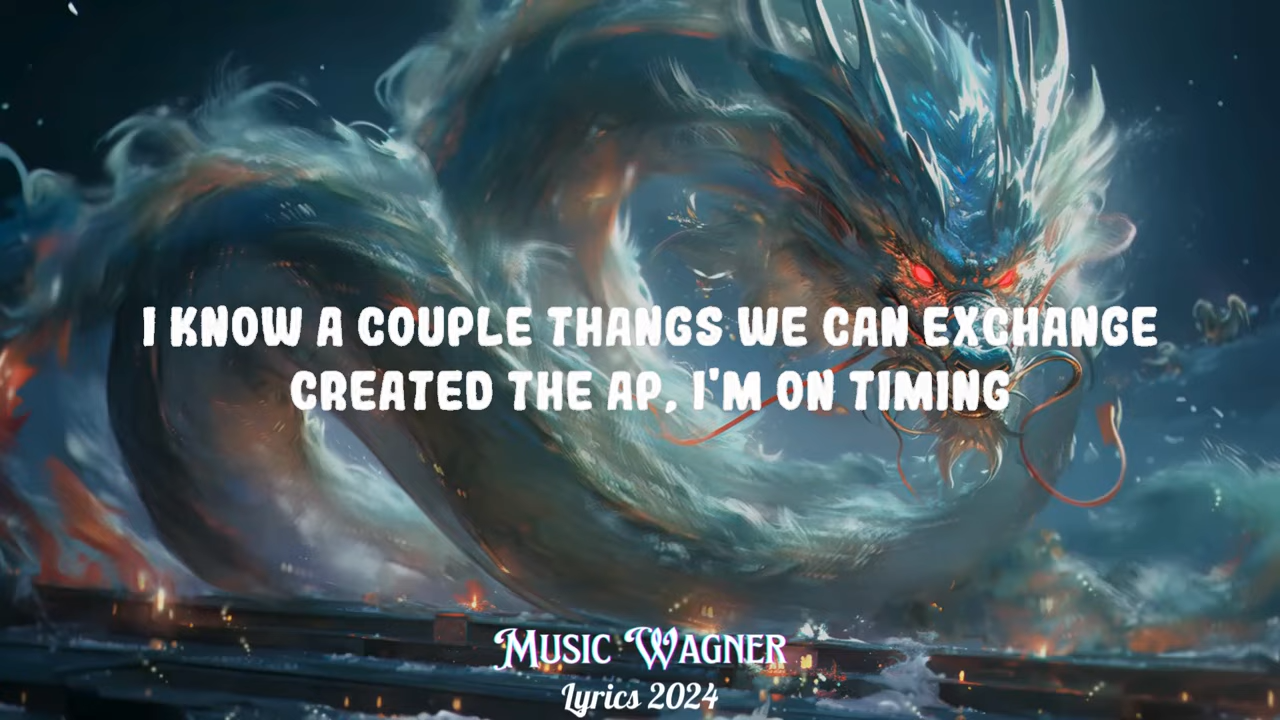 I KNOW A COUPLE THANGS WE CAN EXCHANGE
CREATED THE AP, I'M ON TIMING
MUSIC WAGNER
Lyrics 2024